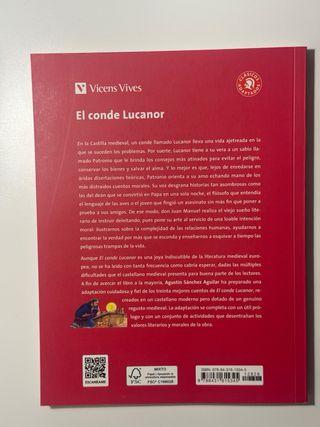 Vicens Vives
CLÁSICOS
ADAPTADOS
El conde Lucanor
En la Castilla medieval, un conde llamado Lucanor lleva una vida ajetreada en la
que se suceden los problemas. Por suerte, Lucanor tiene a su vera a un sabio lla-
mado Patronio que le brinda los consejos más atinados para evitar el peligro,
conservar los bienes y salvar el alma. Y lo mejor es que, lejos de enredarse en
áridas disertaciones teóricas, Patronio orienta a su amo echando mano de los
más distraídos cuentos morales. Su voz desgrana historias tan asombrosas como
las del deán que se convirtió en Papa en una sola noche, el filósofo que entendía
el lenguaje de las aves o el joven que fingió un asesinato sin más fin que poner a
prueba a sus amigos. De ese modo, don Juan Manuel realiza el viejo sueño lite-
rario de instruir deleitando, pues pone su arte al servicio de una loable intención
moral: ilustrarnos sobre la complejidad de las relaciones humanas, ayudarnos a
encontrar la verdad por más que se esconda y enseñarnos a esquivar a tiempo las
peligrosas trampas de la vida.
Aunque El conde Lucanor es una joya indiscutible de la literatura medieval euro-
pea, no se ha leído con tanta frecuencia como cabría esperar, dadas las múltiples
dificultades que el castellano medieval presenta para buena parte de los lectores.
A fin de acercar el libro a la mayoría, Agustín Sánchez Aguilar ha preparado una
adaptación cuidadosa y fiel de los treinta mejores cuentos de El conde Lucanor, re-
creados en un castellano moderno pero dotado de un genuino
regusto medieval. La adaptación se completa con un útil pró-
logo y con un conjunto de actividades que desentrañan los
valores literarios y morales de la obra.
ESCANÉAME
FSC
MIXTO
FSC® C166026